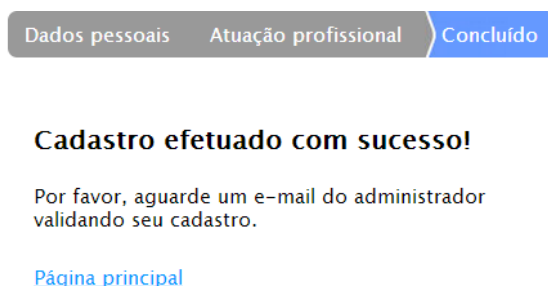 Dados pessoais Atuação profissional Concluído
Cadastro efetuado com sucesso!
Por favor, aguarde um e-mail do administrador
validando seu cadastro.
Página principal